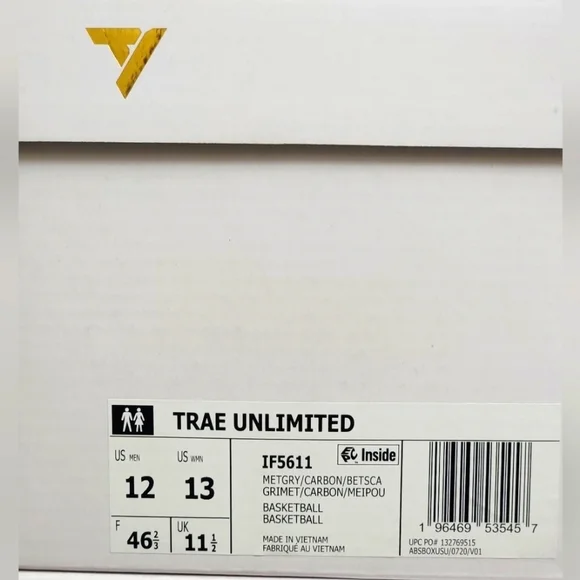 TY
TRAE UNLIMITED
US MEN
12
US WMN
13
F
46 2/3
UK
11 1/2
IF5611
Inside
METGRY/CARBON/BETSCA
GRIMET/CARBON/MEIPOU
BASKETBALL
BASKETBALL
MADE IN VIETNAM
FABRIQUÉ AU VIETNAM
1 96469 53545 7
UPC PO# 132769515
ABSBOXUSU/0720/V01